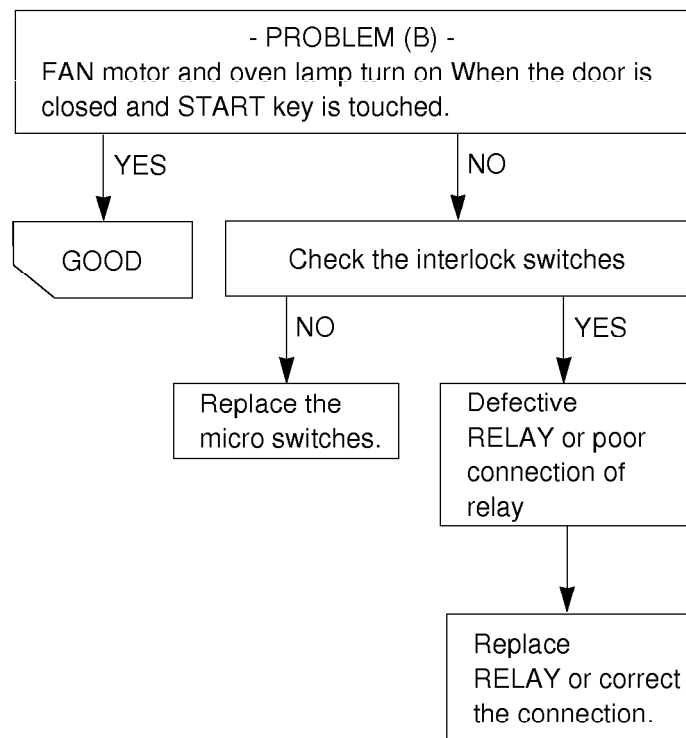 - PROBLEM (B) -
FAN motor and oven lamp turn on When the door is
closed and START key is touched.
YES
NO
GOOD
Check the interlock switches
NO
YES
Replace the
micro switches.
Defective
RELAY or poor
connection of
relay
Replace
RELAY or correct
the connection.